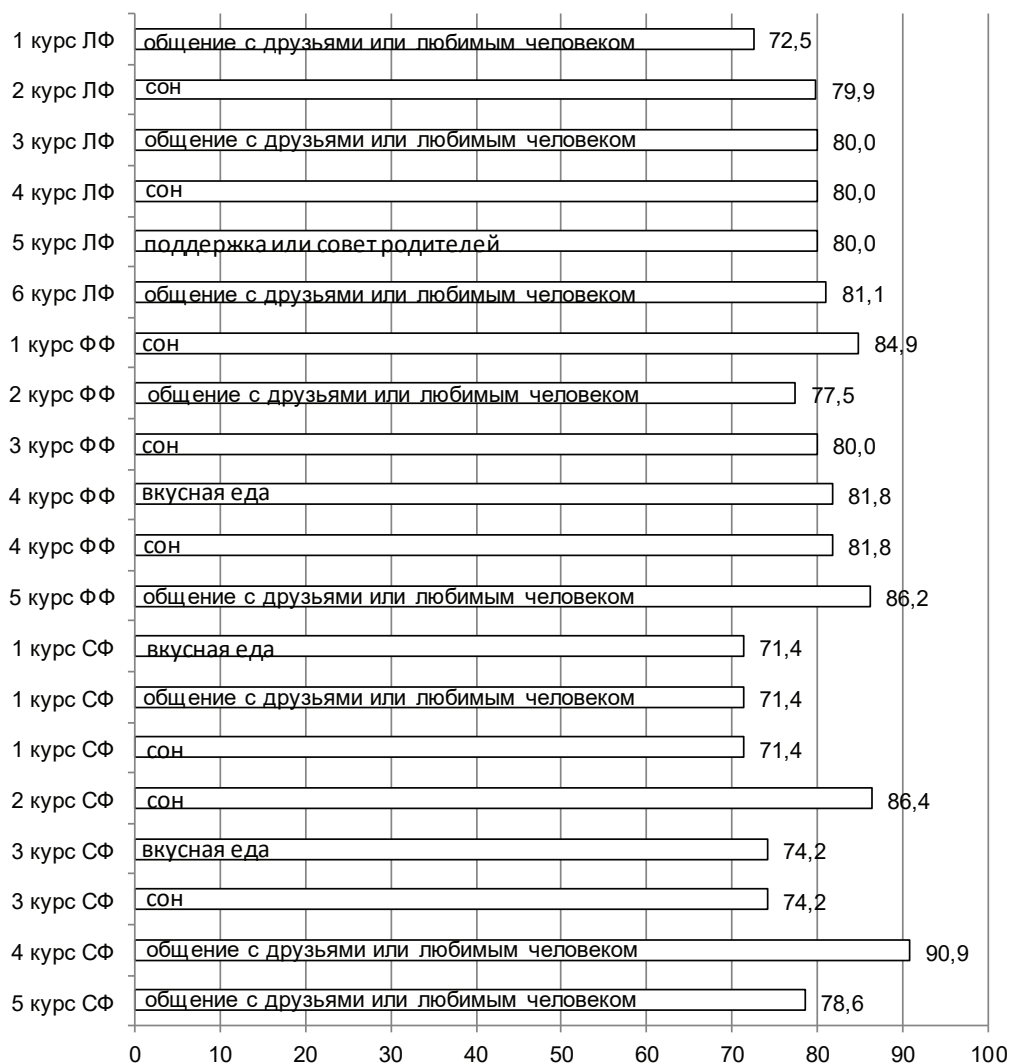 1 курс ЛФ общение с друзьями или любимым человеком 72,5
2 курс ЛФ сон 79,9
3 курс ЛФ общение с друзьями или любимым человеком 80,0
4 курс ЛФ сон 80,0
5 курс ЛФ поддержка или совет родителей 80,0
6 курс ЛФ общение с друзьями или любимым человеком 81,1
1 курс ФФ сон 84,9
2 курс ФФ общение с друзьями или любимым человеком 77,5
3 курс ФФ сон 80,0
4 курс ФФ вкусная еда 81,8
4 курс ФФ сон 81,8
5 курс ФФ общение с друзьями или любимым человеком 86,2
1 курс СФ вкусная еда 71,4
1 курс СФ общение с друзьями или любимым человеком 71,4
1 курс СФ сон 71,4
2 курс СФ сон 86,4
3 курс СФ вкусная еда 74,2
3 курс СФ сон 74,2
4 курс СФ общение с друзьями или любимым человеком 90,9
5 курс СФ общение с друзьями или любимым человеком 78,6
0 10 20 30 40 50 60 70 80 90 100